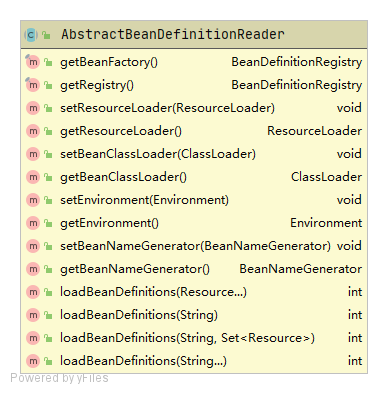 AbstractBeanDefinitionReader
getBeanFactory() BeanDefinitionRegistry
getRegistry() BeanDefinitionRegistry
setResourceLoader(ResourceLoader) void
getResourceLoader() ResourceLoader
setBeanClassLoader(ClassLoader) void
getBeanClassLoader() ClassLoader
setEnvironment(Environment) void
getEnvironment() Environment
setBeanNameGenerator(BeanNameGenerator) void
getBeanNameGenerator() BeanNameGenerator
loadBeanDefinitions(Resource...) int
loadBeanDefinitions(String) int
loadBeanDefinitions(String, Set<Resource>) int
loadBeanDefinitions(String...) int
Powered by yFiles